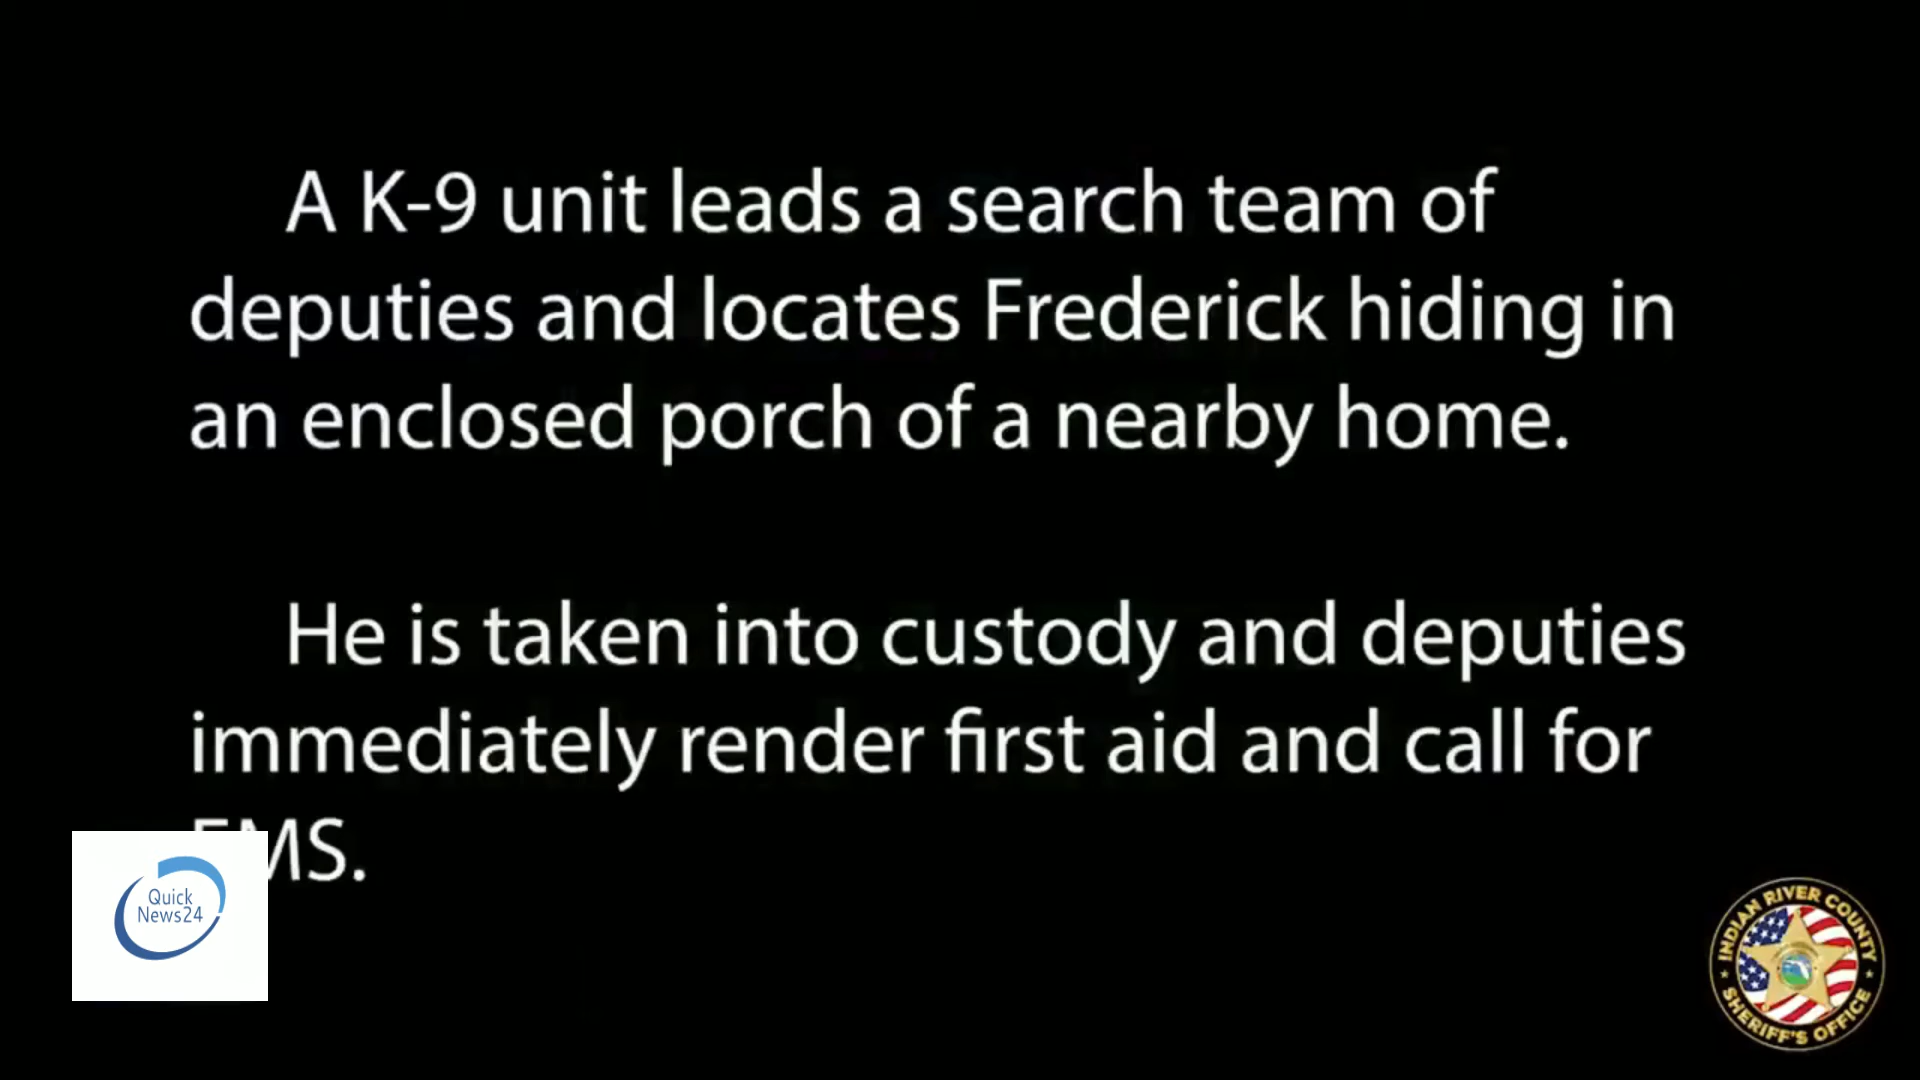 A K-9 unit leads a search team of
deputies and locates Frederick hiding in
an enclosed porch of a nearby home.
He is taken into custody and deputies
immediately render first aid and call for
EMS.
Quick
News24
INDIAN RIVER COUNTY
SHERIFF'S OFFICE